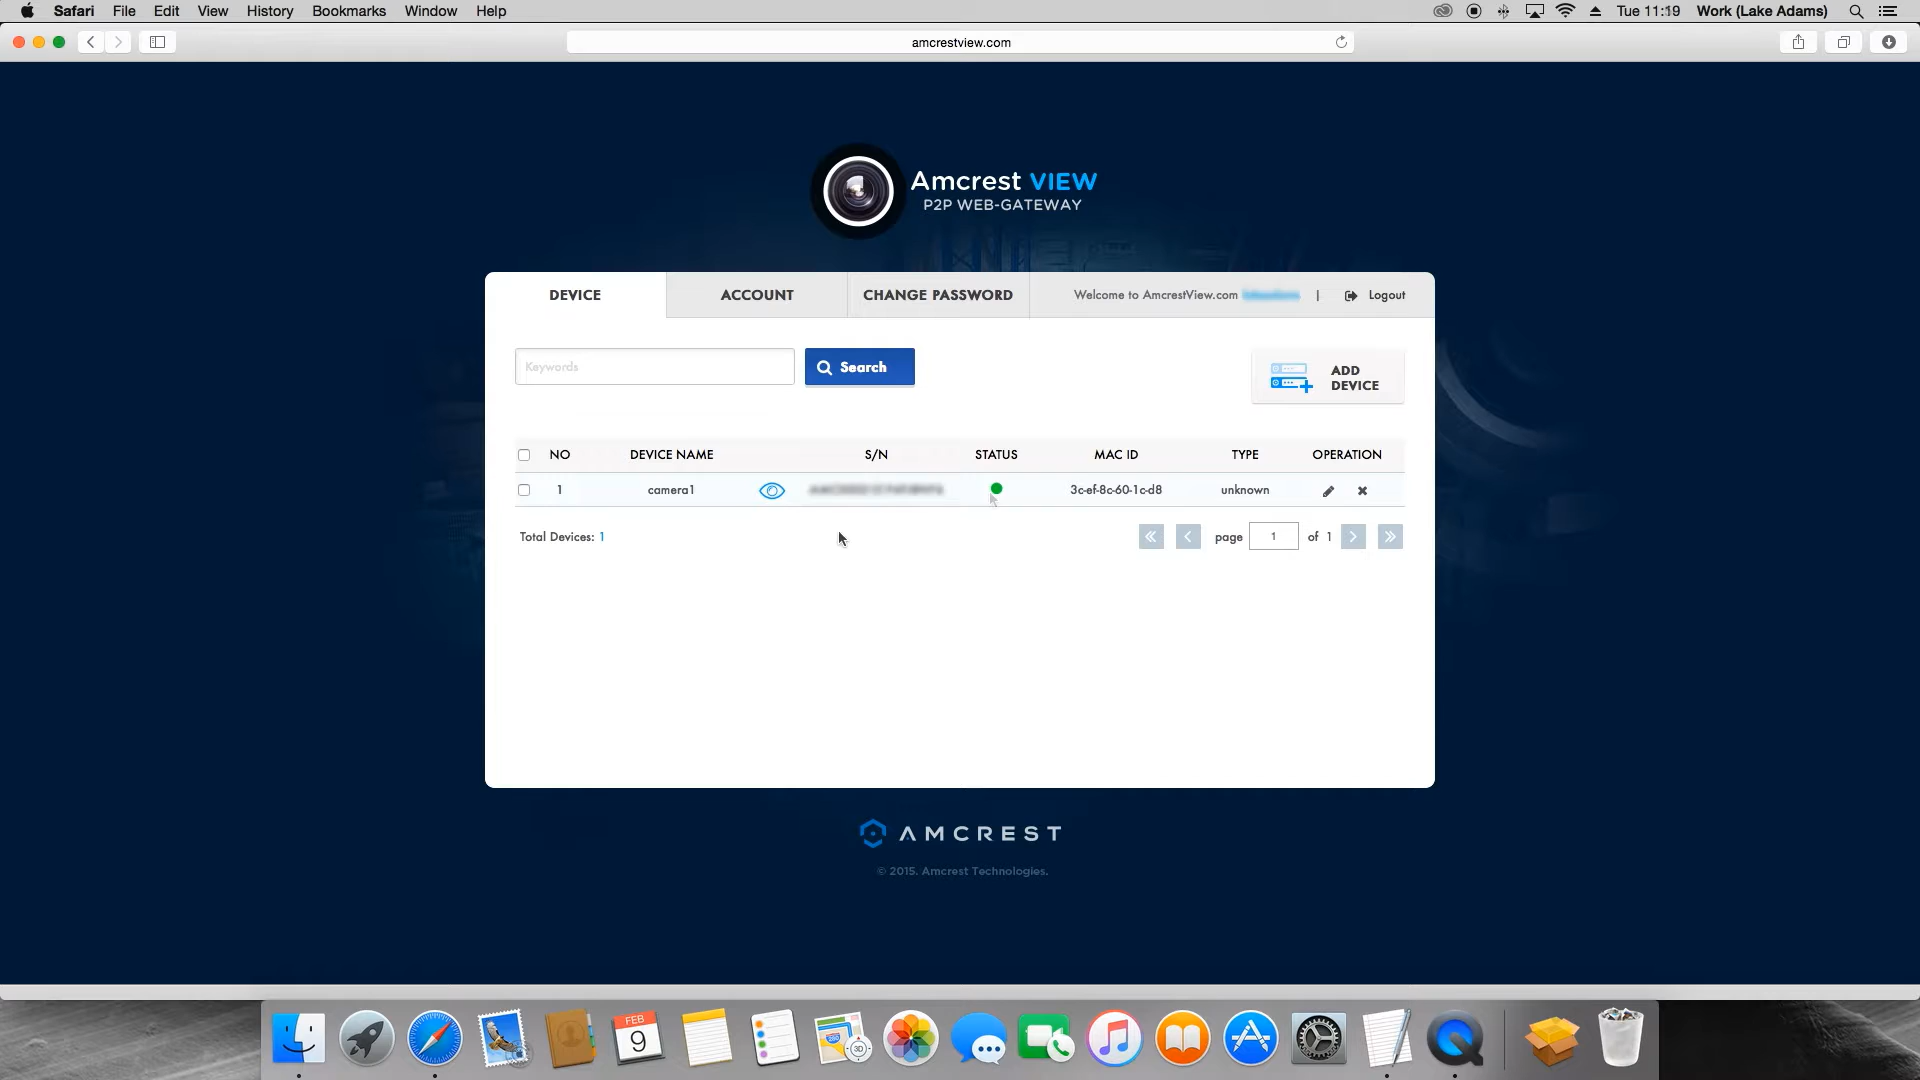 Safari File Edit View History Bookmarks Window Help Tue 11:19 Work (Lake Adams)
amcrestview.com
Amcrest VIEW
P2P WEB-GATEWAY
DEVICE ACCOUNT CHANGE PASSWORD Welcome to AmcrestView.com | Logout
Keywords Search ADD
DEVICE
NO DEVICE NAME S/N STATUS MAC ID TYPE OPERATION
1 camera1 3c-ef-8c-60-1c-d8 unknown
Total Devices: 1 page 1 of 1
AMCREST
© 2015. Amcrest Technologies.
FEB
9
280
3D